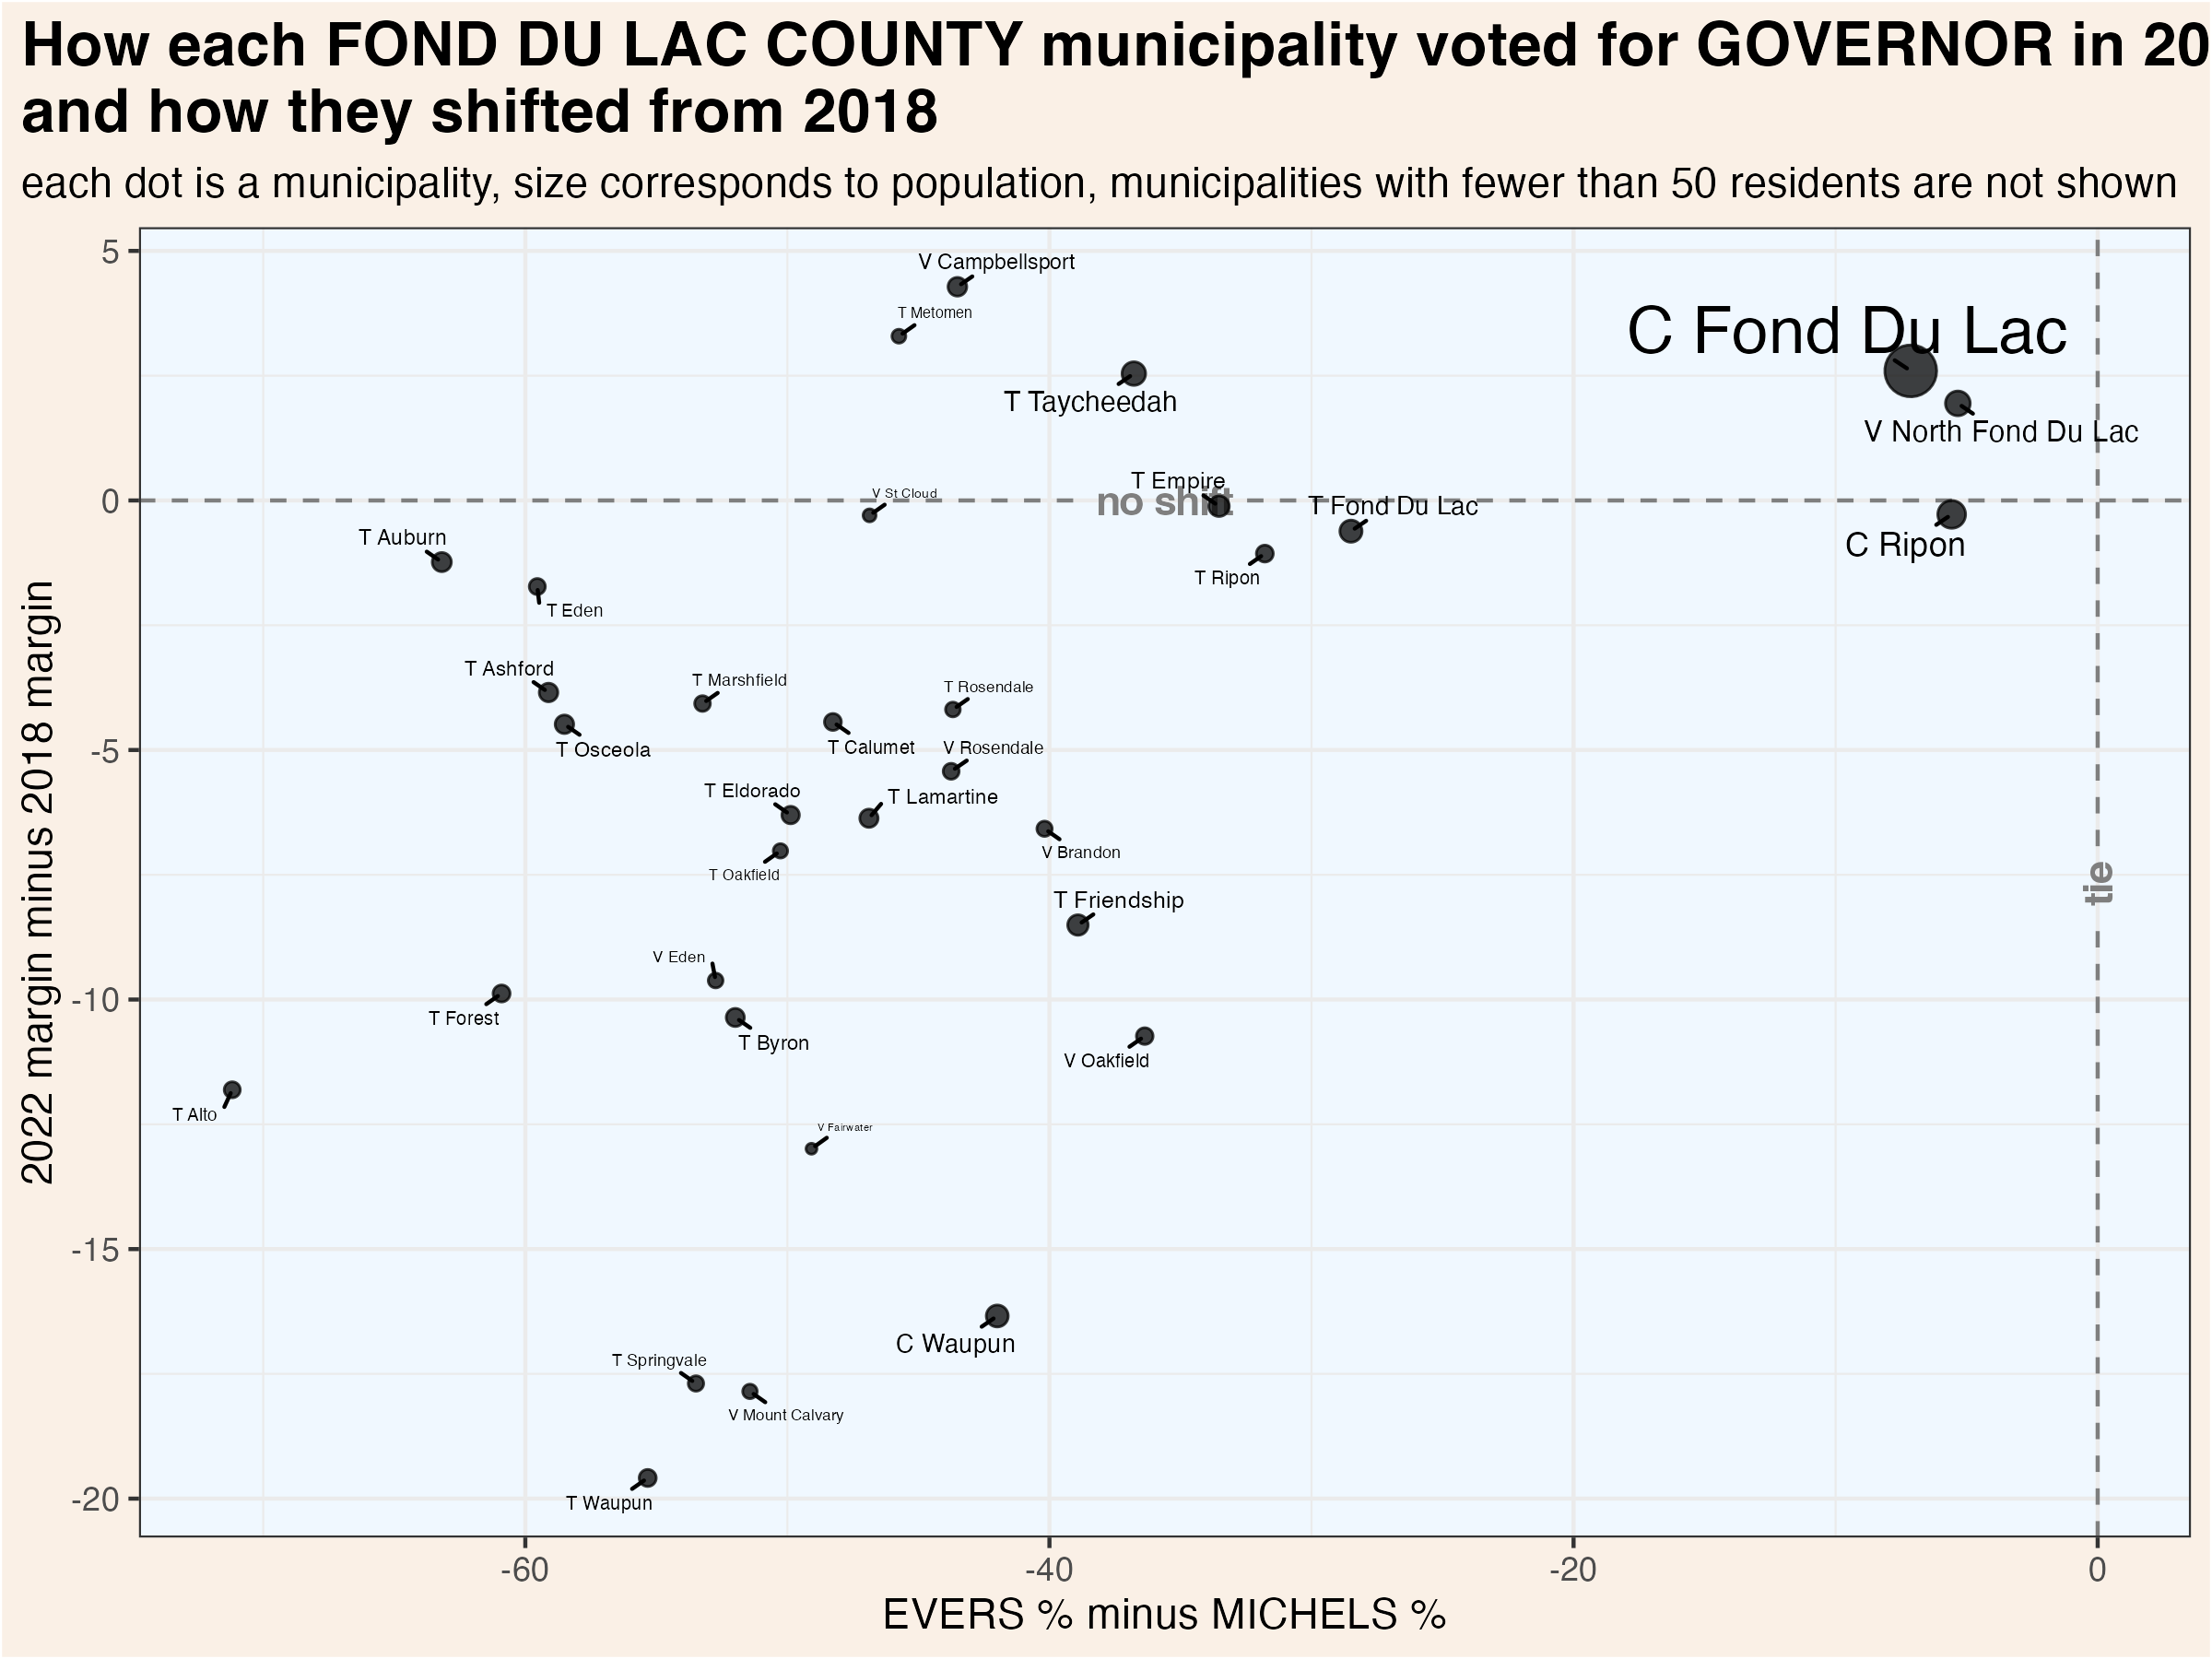 How each FOND DU LAC COUNTY municipality voted for GOVERNOR in 20
and how they shifted from 2018
each dot is a municipality, size corresponds to population, municipalities with fewer than 50 residents are not shown
2022 margin minus 2018 margin
5
0
-5
-10
-15
-20
V Campbellsport
T Metomen
C Fond Du Lac
T Taycheedah
V North Fond Du Lac
T Empire
V St Cloud
no shift
T Fond Du Lac
T Auburn
C Ripon
T Ripon
T Eden
T Ashford
T Marshfield
T Rosendale
T Osceola
T Calumet
V Rosendale
T Eldorado
T Lamartine
V Brandon
T Oakfield
tie
T Friendship
V Eden
T Forest
T Byron
V Oakfield
T Alto
V Fairwater
C Waupun
T Springvale
V Mount Calvary
T Waupun
-60
-40
-20
0
EVERS % minus MICHELS %